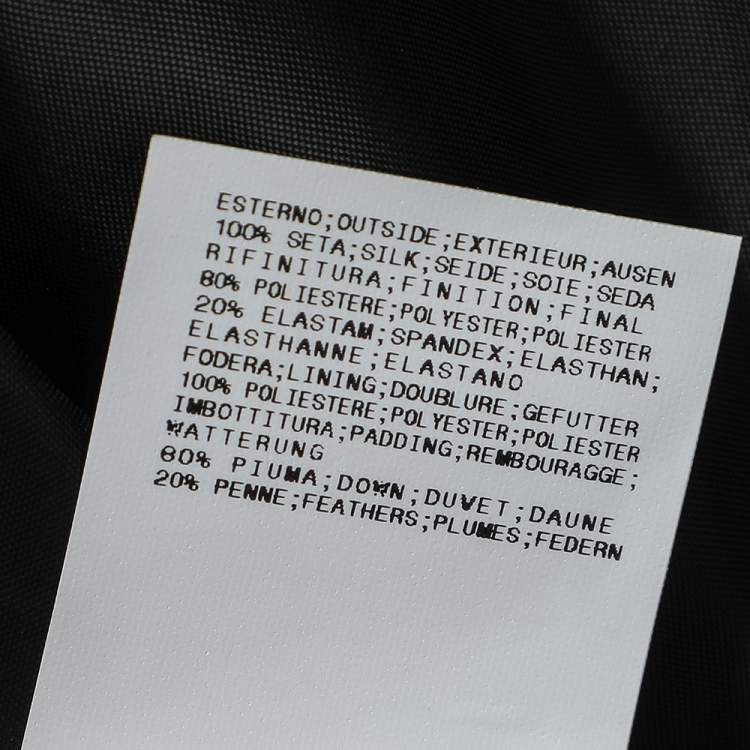 ESTERNO;OUTSIDE;EXTERIEUR;AUSEN
100% SETA;SILK;SEIDE;SOIE;SEDA
RIFINITURA;FINITION;FINAL
80% POLIESTERE;POLYESTER;POLIESTER
20% ELASTAM;SPANDEX;ELASTHAN;
ELASTHANNE;ELASTANO
FODERA;LINING;DOUBLURE;GEFUTTER
100% POLIESTERE;POLYESTER;POLIESTER
IMBOTTITURA;PADDING;REMBOURAGGE;
WATTERUNG
80% PIUMA;DOWN;DUVET;DAUNE
20% PENNE;FEATHERS;PLUMES;FEDERN